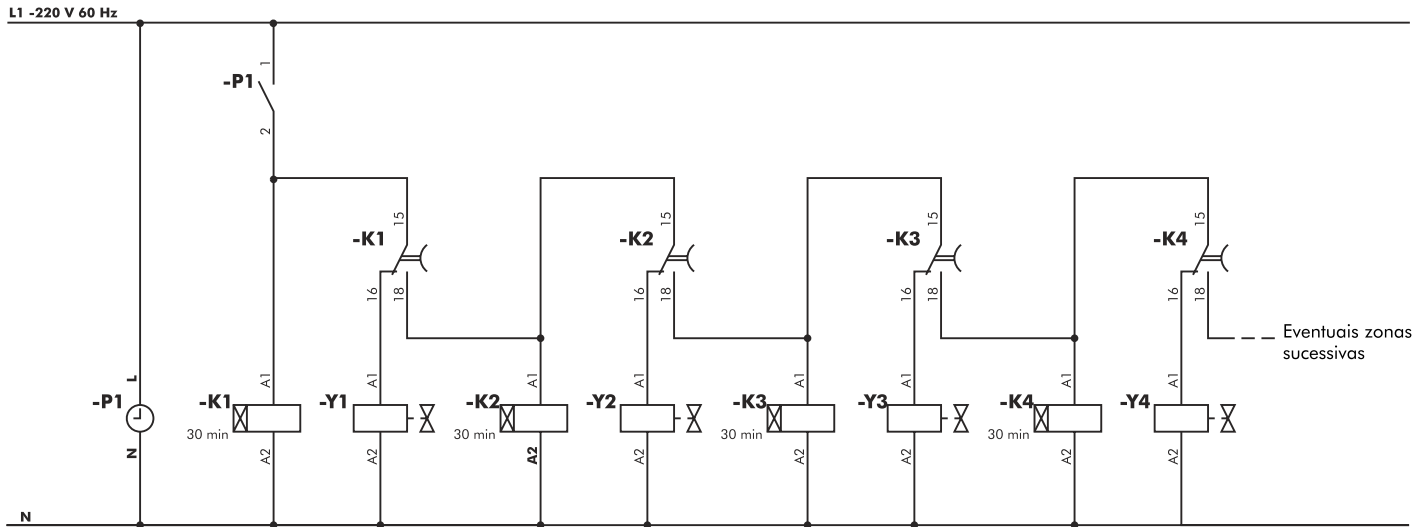 L1 -220 V 60 Hz
1
-P1
2
15
15
15
15
-K1
-K2
-K3
-K4
16
18
16
18
16
18
16
18
Eventuais zonas
sucessivas
L
A1
A1
A1
A1
A1
A1
A1
A1
-P1
-K1
-Y1
-K2
-Y2
-K3
-Y3
-K4
-Y4
30 min
30 min
30 min
30 min
N
A2
A2
A2
A2
A2
A2
A2
A2
N